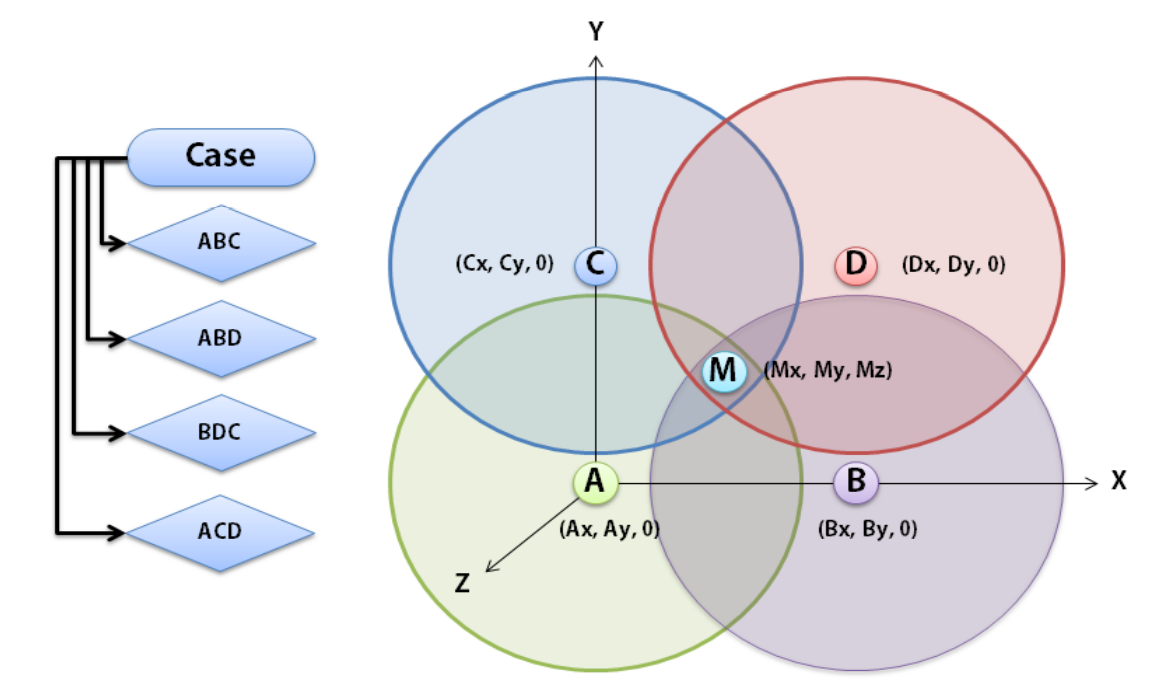 Case
ABC
ABD
BDC
ACD
Y
C
(Cx, Cy, 0)
D
(Dx, Dy, 0)
M
(Mx, My, Mz)
A
(Ax, Ay, 0)
B
(Bx, By, 0)
X
Z